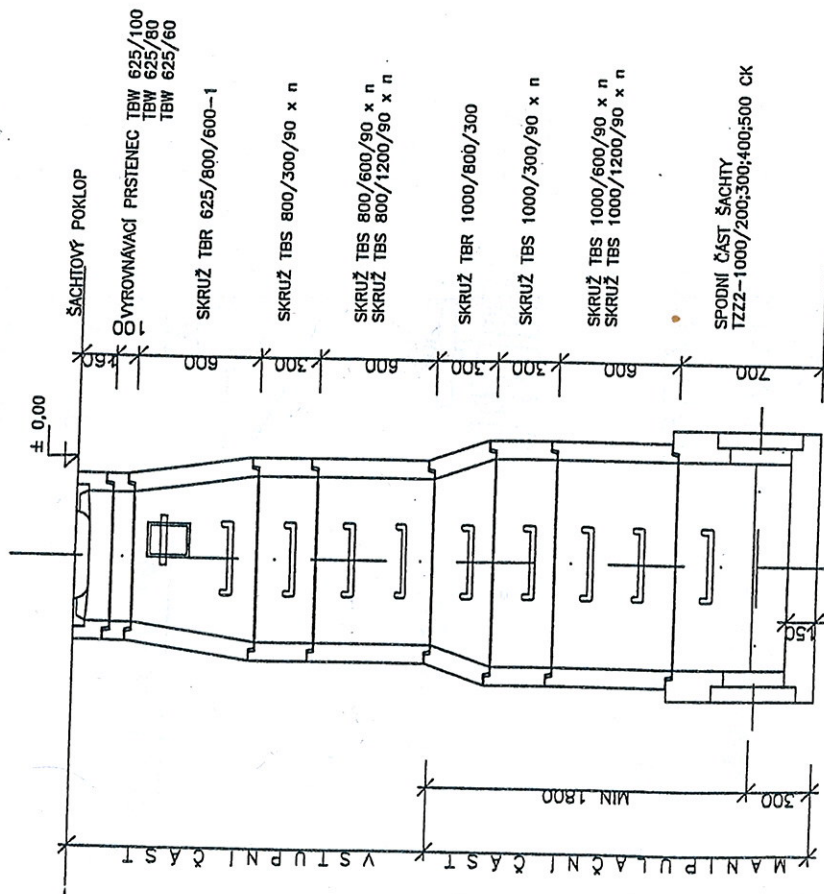 ŠACHTOVÝ POKLOP
VYROVNÁVACÍ PRSTENEC TBW 625/100
TBW 625/80
TBW 625/60
SKRUŽ TBR 625/800/600-1
SKRUŽ TBS 800/300/90 x n
SKRUŽ TBS 800/600/90 x n
SKRUŽ TBS 800/1200/90 x n
SKRUŽ TBR 1000/800/300
SKRUŽ TBS 1000/300/90 x n
SKRUŽ TBS 1000/600/90 x n
SKRUŽ TBS 1000/1200/90 x n
SPODNÍ ČÁST ŠACHTY
TZZ2-1000/200;300;400;500 CK
± 0,00
160
100
600
300
600
300
300
600
700
150
MIN 1800
300
VSTUPNÍ ČÁST
MANIPULAČNÍ ČÁST